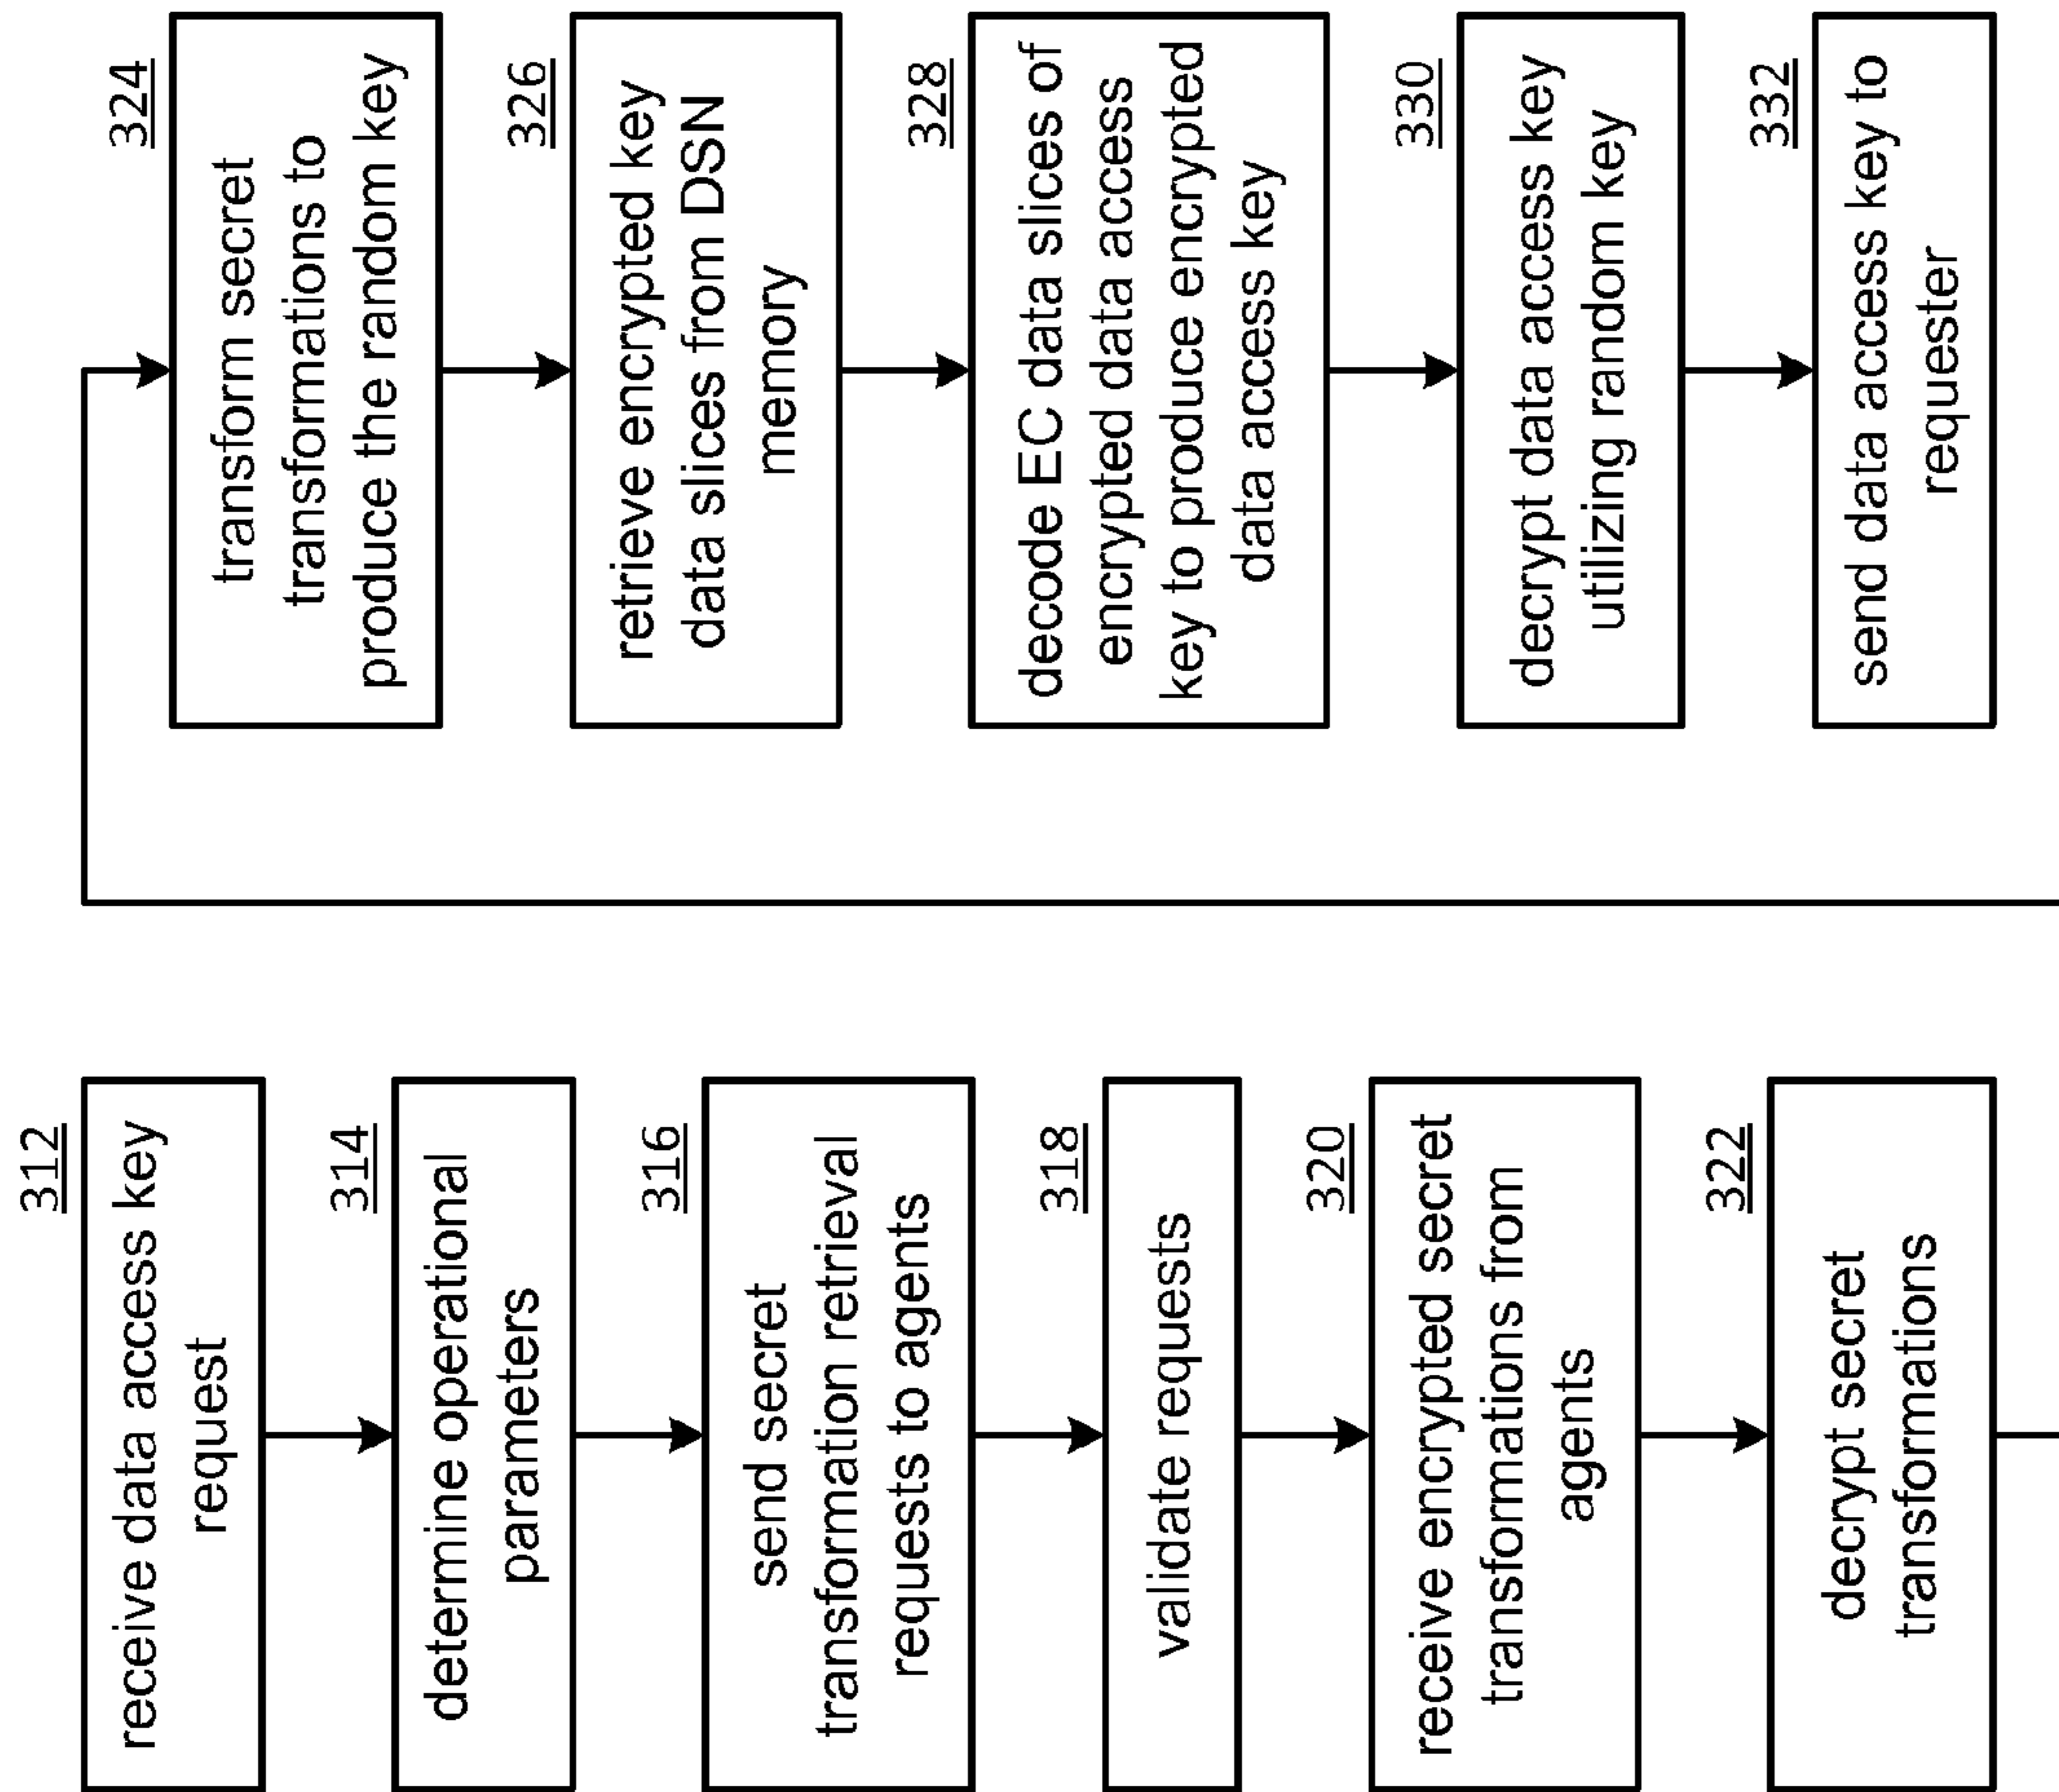 312
receive data access key
request
314
determine operational
parameters
316
send secret
transformation retrieval
requests to agents
318
validate requests
320
receive encrypted secret
transformations from
agents
322
decrypt secret
transformations
324
transform secret
transformations to
produce the random key
326
retrieve encrypted key
data slices from DSN
memory
328
decode EC data slices of
encrypted data access
key to produce encrypted
data access key
330
decrypt data access key
utilizing random key
332
send data access key to
requester